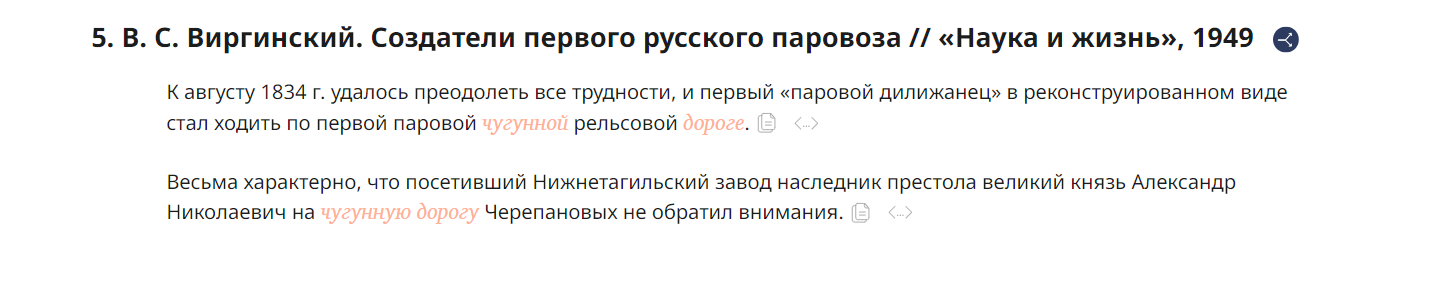 5. В. С. Виргинский. Создатели первого русского паровоза // «Наука и жизнь», 1949
К августу 1834 г. удалось преодолеть все трудности, и первый «паровой дилижанец» в реконструированном виде
стал ходить по первой паровой чугунной рельсовой дороге.
Весьма характерно, что посетивший Нижнетагильский завод наследник престола великий князь Александр
Николаевич на чугунную дорогу Черепановых не обратил внимания.